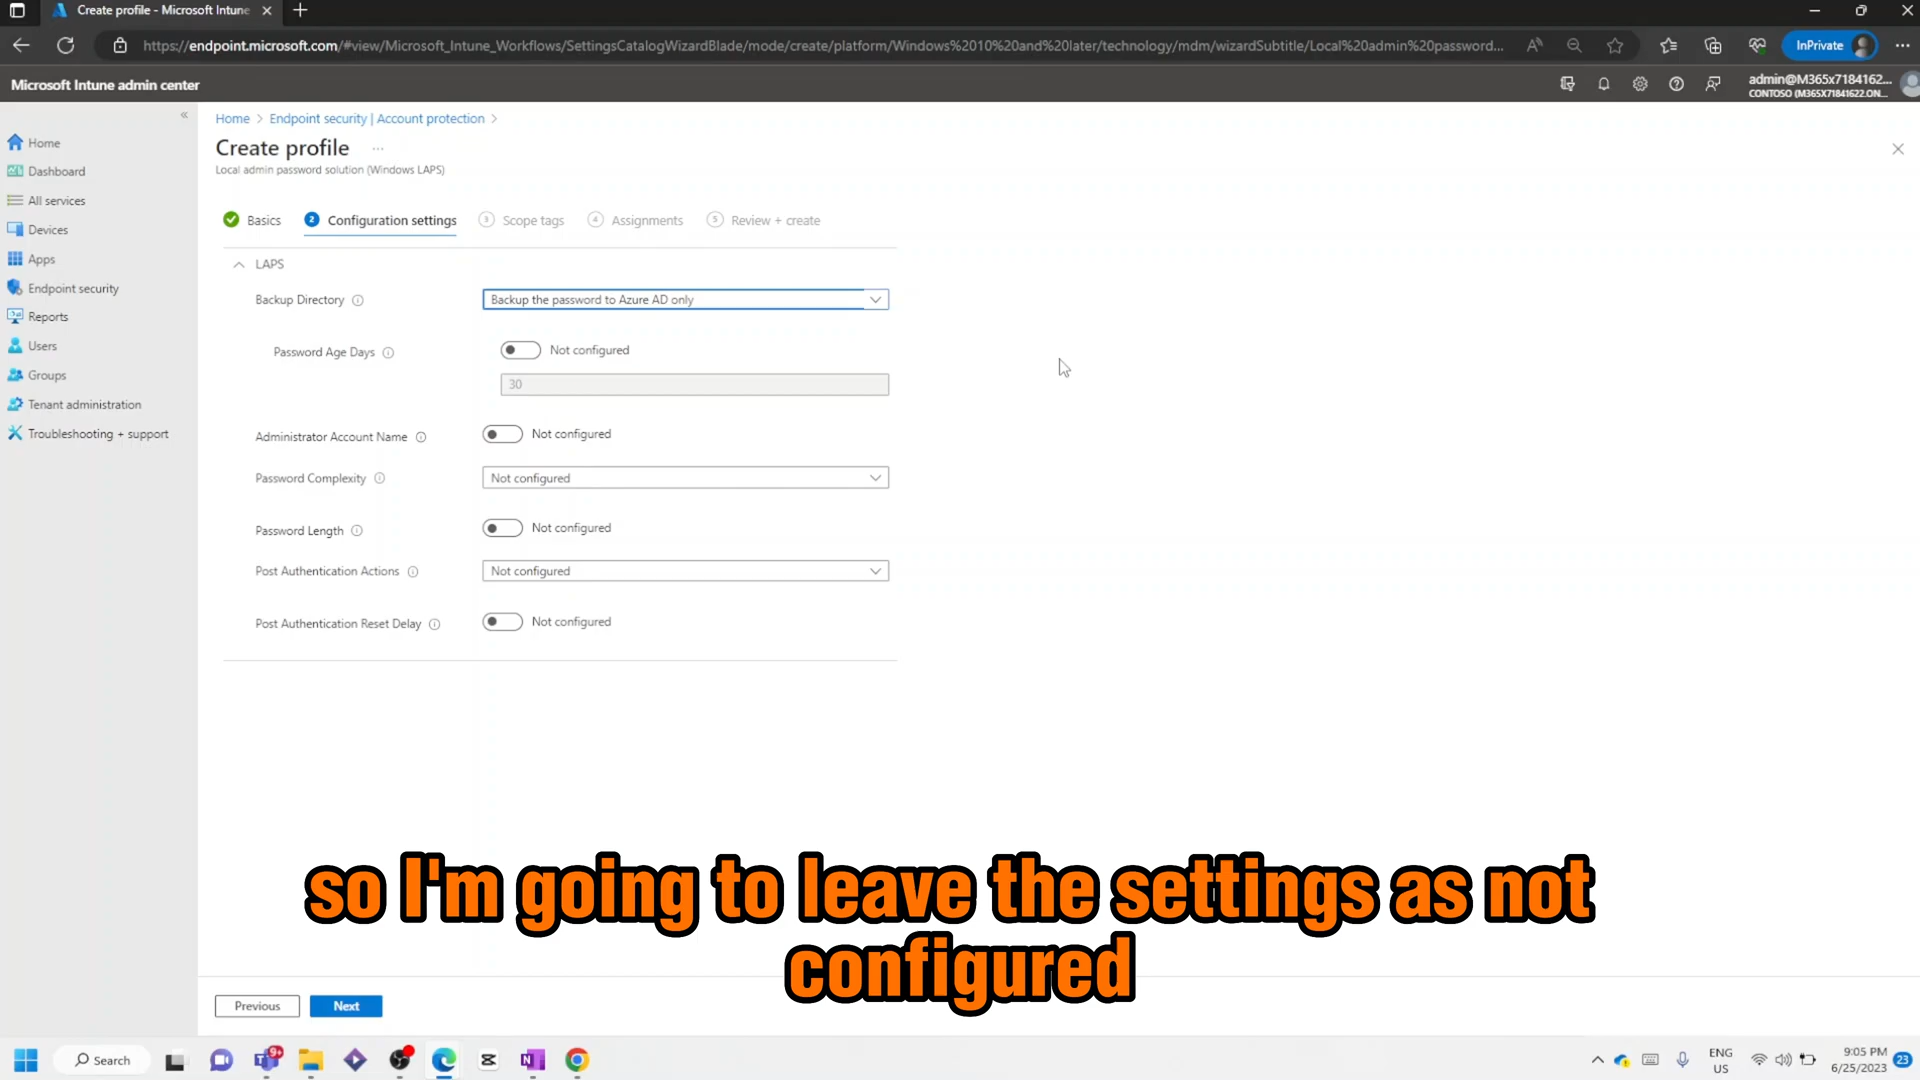 Create profile - Microsoft Intune
https://endpoint.microsoft.com/#view/Microsoft_Intune_Workflows/SettingsCatalogWizardBlade/mode/create/platform/Windows%2010%20and%20later/technology/mdm/wizardSubtitle/Local%20admin%20password...
InPrivate
Microsoft Intune admin center
admin@M365x7184162...
CONTOSO (M365X71841622.ON...
Home
Dashboard
All services
Devices
Apps
Endpoint security
Reports
Users
Groups
Tenant administration
Troubleshooting + support
Home > Endpoint security | Account protection >
Create profile ...
Local admin password solution (Windows LAPS)
Basics 2 Configuration settings 3 Scope tags 4 Assignments 5 Review + create
LAPS
Backup Directory Backup the password to Azure AD only
Password Age Days Not configured
30
Administrator Account Name Not configured
Password Complexity Not configured
Password Length Not configured
Post Authentication Actions Not configured
Post Authentication Reset Delay Not configured
so I'm going to leave the settings as not
configured
Previous Next
Search
9+
ENG
US
9:05 PM
6/25/2023
23